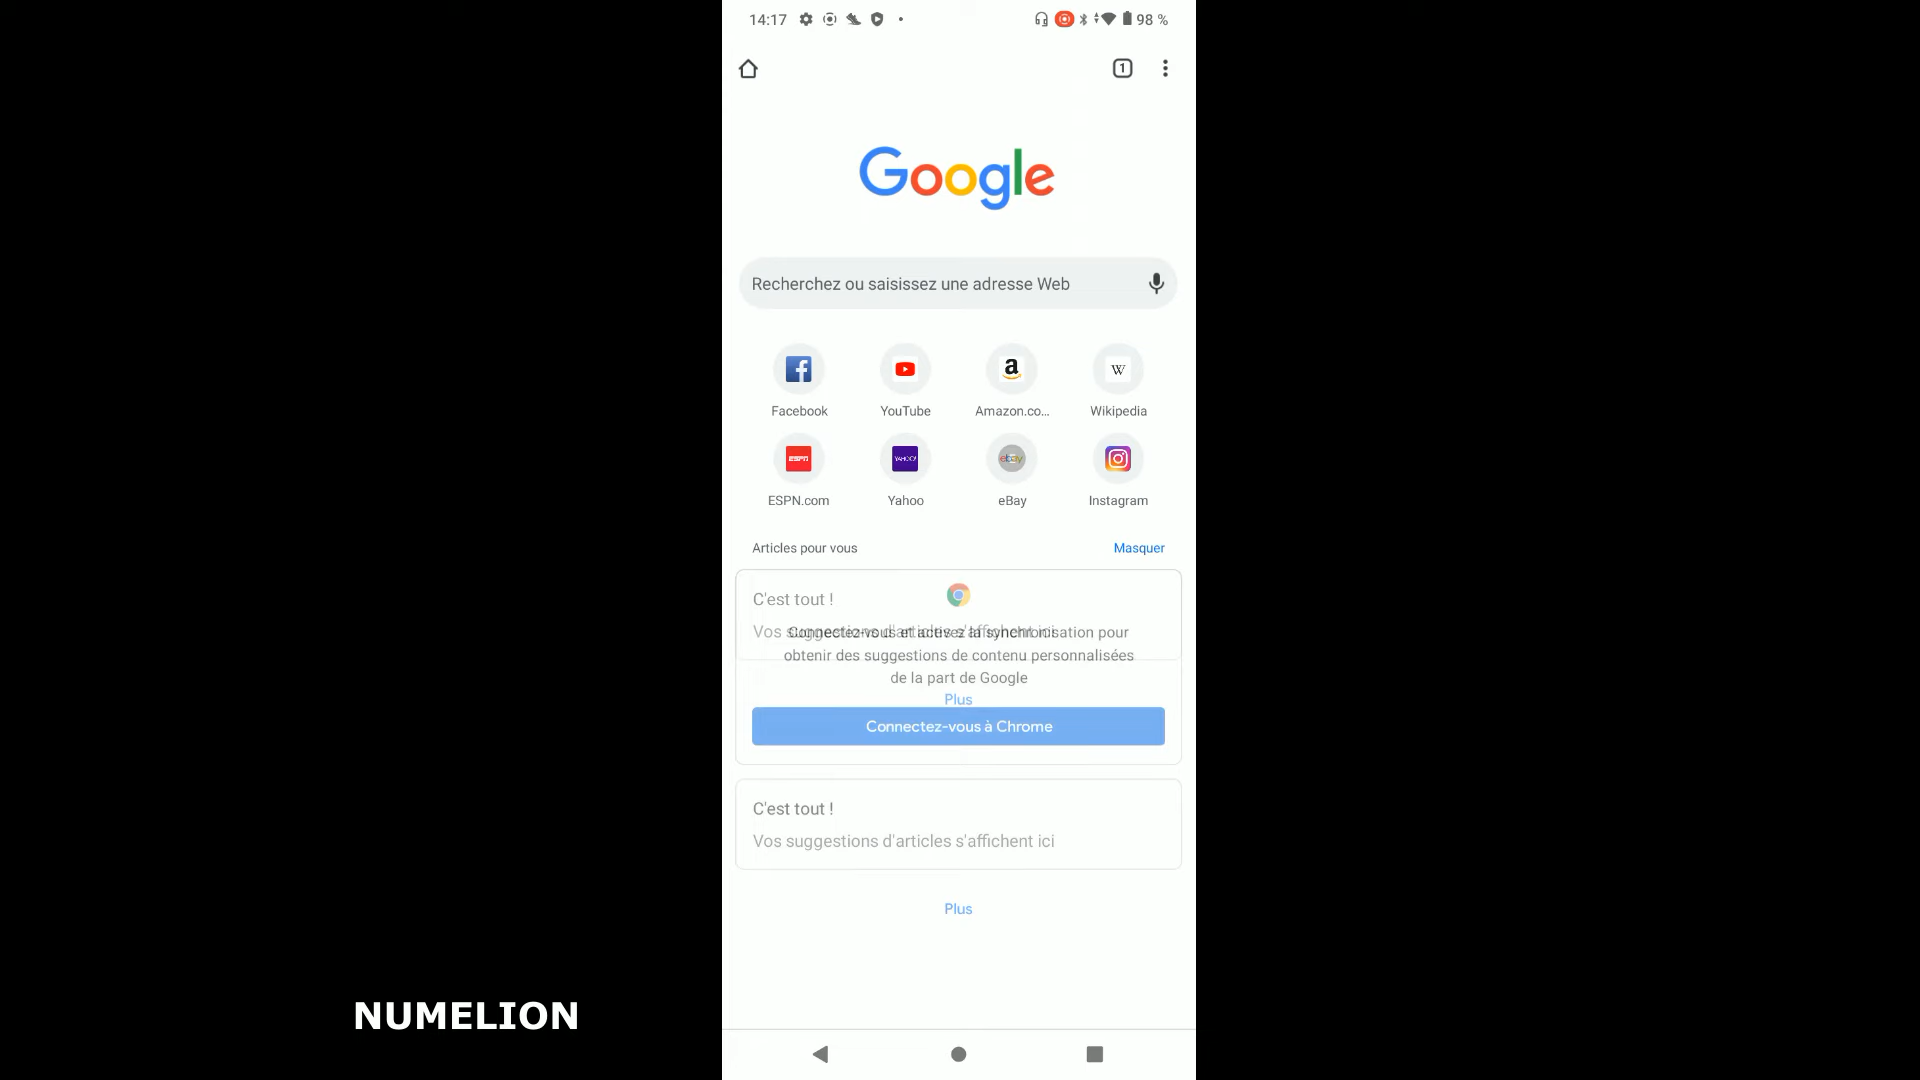 14:17
98 %
1
Google
Recherchez ou saisissez une adresse Web
Facebook
YouTube
Amazon.co...
Wikipedia
ESPN.com
Yahoo
eBay
Instagram
Articles pour vous
Masquer
C'est tout !
Vos suggestions d'articles s'affichent ici
Connectez-vous et activez la synchronisation pour
obtenir des suggestions de contenu personnalisées
de la part de Google
Plus
Connectez-vous à Chrome
C'est tout !
Vos suggestions d'articles s'affichent ici
Plus
NUMELION